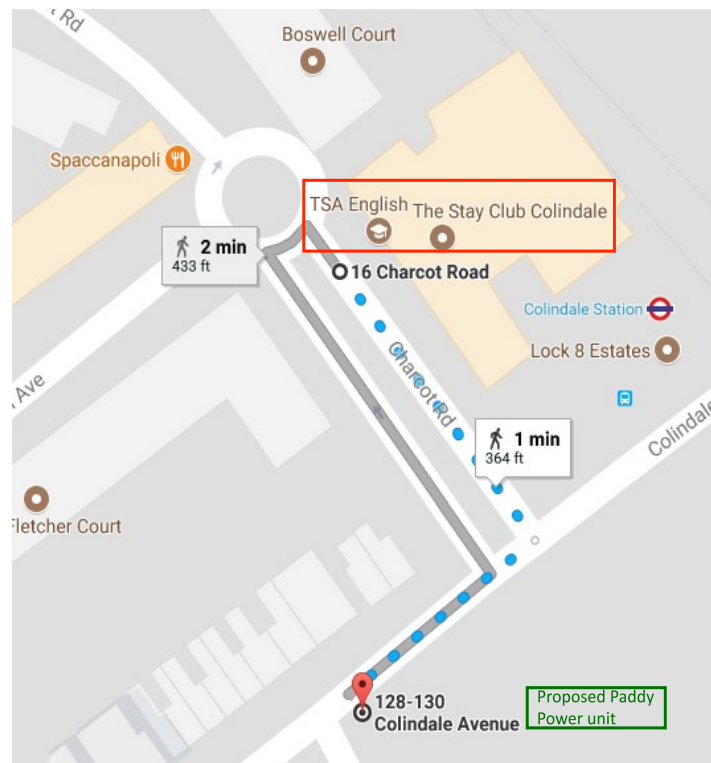 t Rd
Boswell Court
Spaccanapoli
TSA English
The Stay Club Colindale
2 min
433 ft
16 Charcot Road
Colindale Station
Lock 8 Estates
Charcot Rd
Ave
1 min
364 ft
Colindale
Fletcher Court
128-130
Colindale Avenue
Proposed Paddy
Power unit